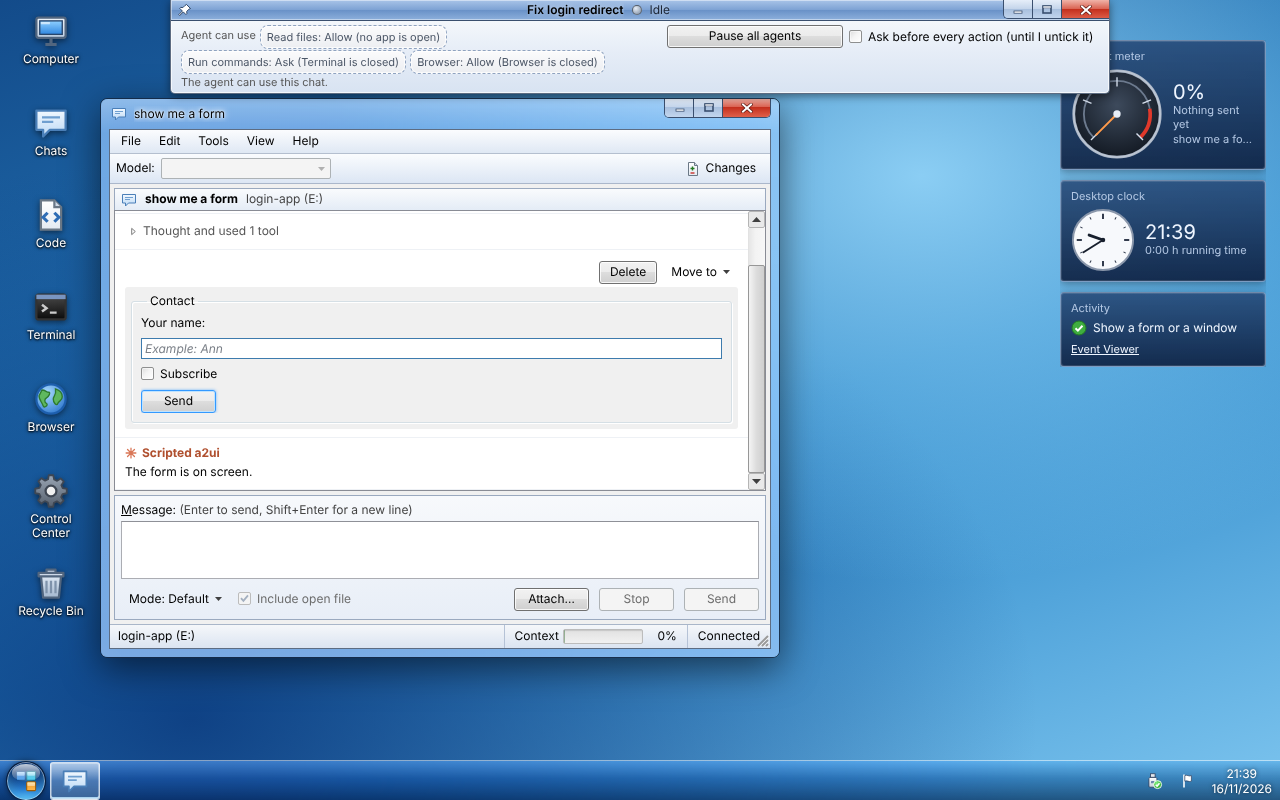 Computer
Chats
Code
Terminal
Browser
Control
Center
Recycle Bin
Fix login redirect Idle
Agent can use Read files: Allow (no app is open)
Run commands: Ask (Terminal is closed) Browser: Allow (Browser is closed)
The agent can use this chat.
Pause all agents Ask before every action (until I untick it)
show me a form
File Edit Tools View Help
Model: Changes
show me a form login-app (E:)
Thought and used 1 tool
Delete Move to
Contact
Your name:
Example: Ann
Subscribe
Send
Scripted a2ui
The form is on screen.
Message: (Enter to send, Shift+Enter for a new line)
Mode: Default Include open file Attach... Stop Send
login-app (E:) Context 0% Connected
meter
0%
Nothing sent
yet
show me a fo...
Desktop clock
21:39
0:00 h running time
Activity
Show a form or a window
Event Viewer
21:39
16/11/2026